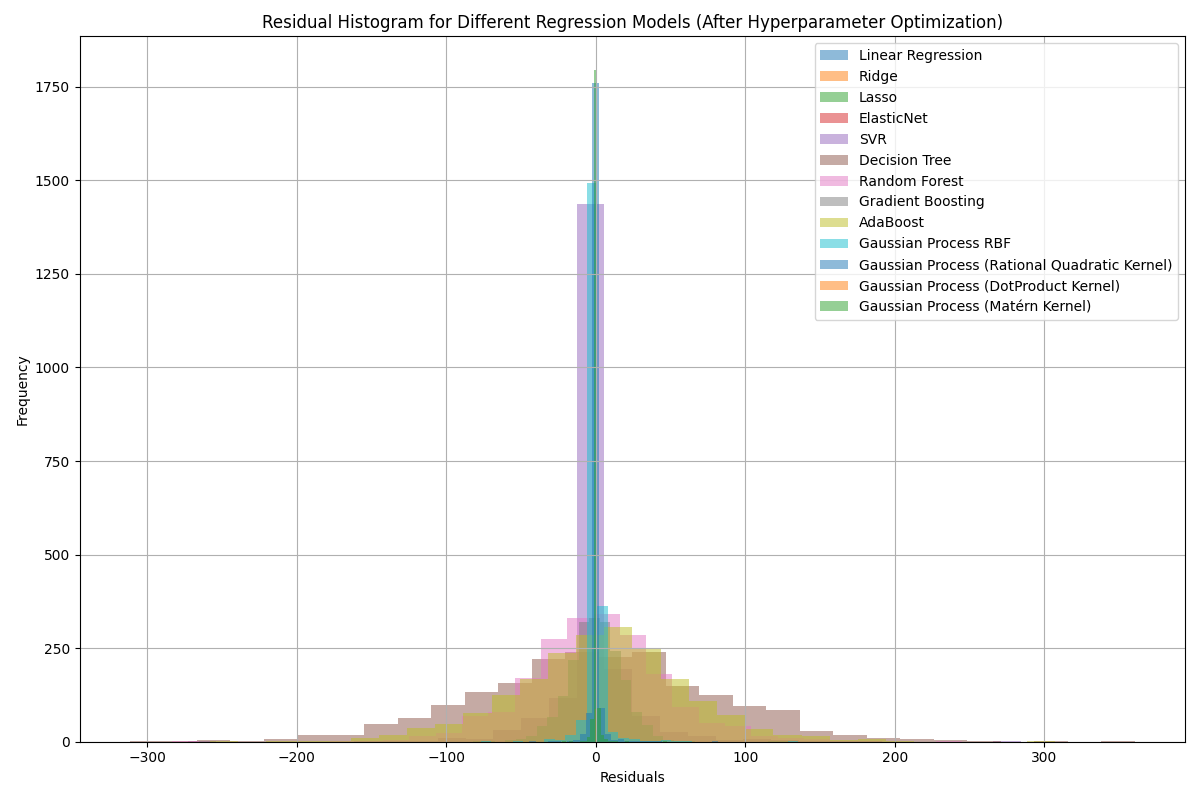 Residual Histogram for Different Regression Models (After Hyperparameter Optimization)
Linear Regression
Ridge
Lasso
ElasticNet
SVR
Decision Tree
Random Forest
Gradient Boosting
AdaBoost
Gaussian Process RBF
Gaussian Process (Rational Quadratic Kernel)
Gaussian Process (DotProduct Kernel)
Gaussian Process (Matérn Kernel)
Frequency
1750
1500
1250
1000
750
500
250
0
−300 −200 −100 0 100 200 300
Residuals